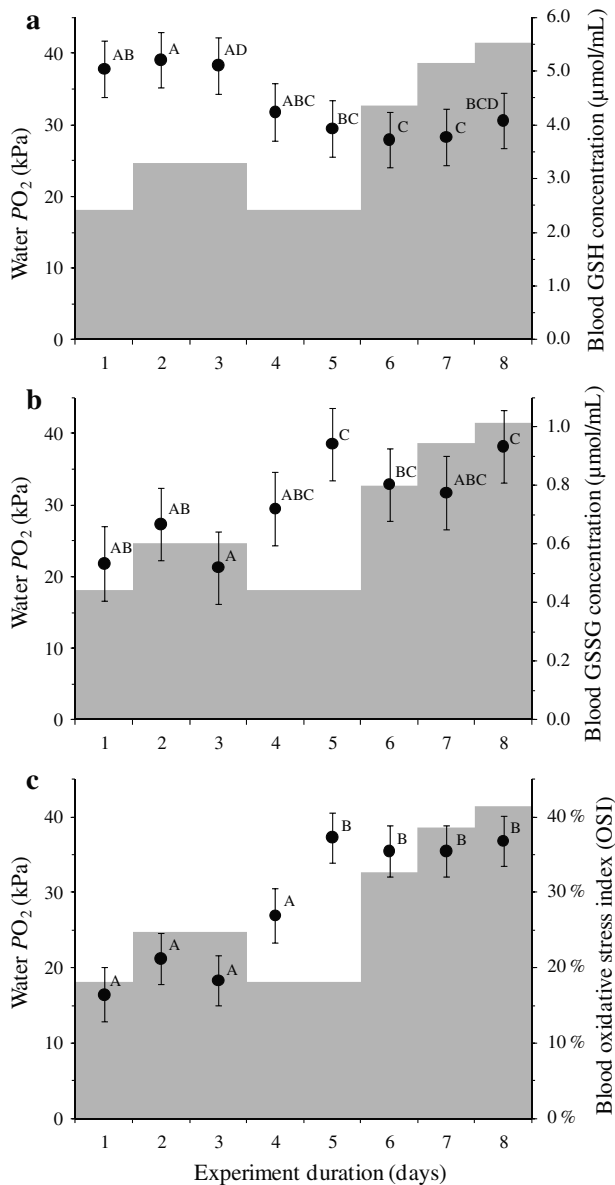 a
Water PO₂ (kPa)
40
30
20
10
0
AB
A
AD
ABC
BC
C
C
BCD
6.0
5.0
4.0
3.0
2.0
1.0
0.0
Blood GSH concentration (µmol/mL)
1 2 3 4 5 6 7 8
b
Water PO₂ (kPa)
40
30
20
10
0
AB
AB
A
ABC
C
BC
ABC
C
1.0
0.8
0.6
0.4
0.2
0.0
Blood GSSG concentration (µmol/mL)
1 2 3 4 5 6 7 8
c
Water PO₂ (kPa)
40
30
20
10
0
A
A
A
A
B
B
B
B
40 %
30 %
20 %
10 %
0 %
Blood oxidative stress index (OSI)
1 2 3 4 5 6 7 8
Experiment duration (days)